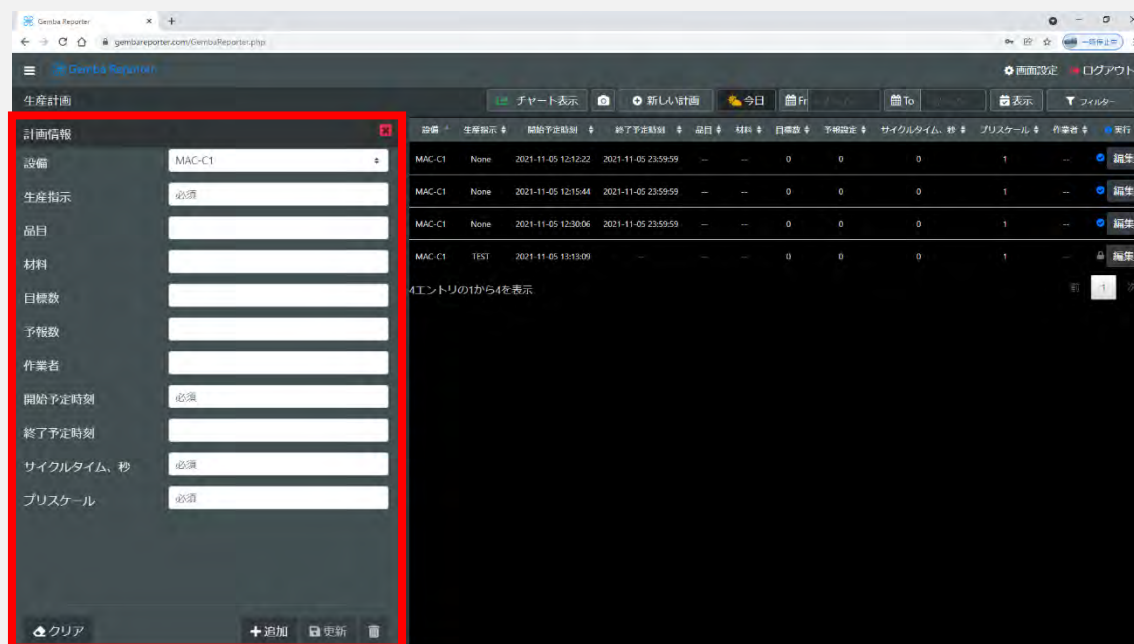 Gemba Reporter
gembareporter.com/GembaReporter.php
一時停止中
Gemba Reporter
画面設定 ログアウト
生産計画 チャート表示 新しい計画 今日 Fr To 表示 フィルター
計画情報
設備 MAC-C1
生産指示 必須
品目
材料
目標数
予報数
作業者
開始予定時刻 必須
終了予定時刻
サイクルタイム、秒 必須
プリスケール 必須
クリア +追加 更新
設備 生産指示 開始予定時刻 終了予定時刻 品目 材料 目標数 予報設定 サイクルタイム、秒 プリスケール 作業者 実行
MAC-C1 None 2021-11-05 12:12:22 2021-11-05 23:59:59 -- -- 0 0 0 1 -- 編集
MAC-C1 None 2021-11-05 12:15:44 2021-11-05 23:59:59 -- -- 0 0 0 1 -- 編集
MAC-C1 None 2021-11-05 12:30:06 2021-11-05 23:59:59 -- -- 0 0 0 1 -- 編集
MAC-C1 TEST 2021-11-05 13:13:09 -- -- -- 0 0 0 1 -- 編集
4エントリの1から4を表示 前 1